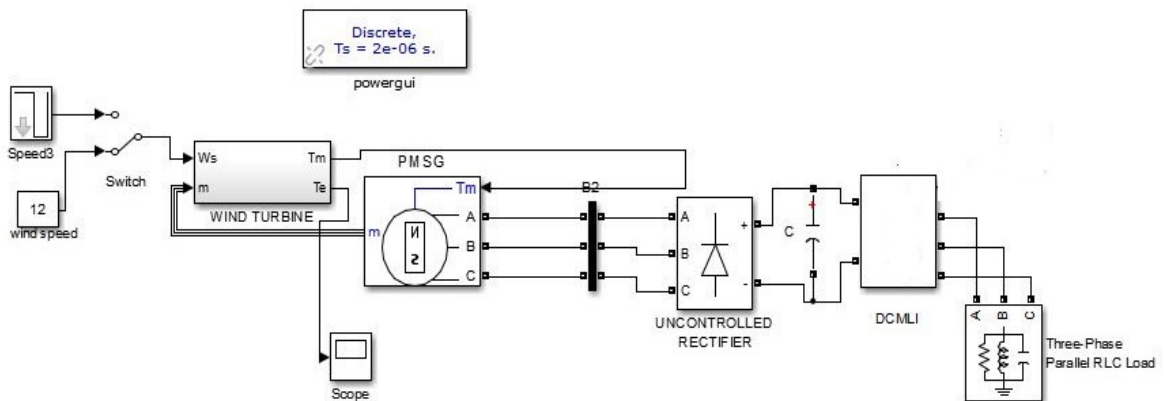 Discrete,
Ts = 2e-06 s.
powergui
Speed3
Switch
12
wind speed
Ws
Tm
m
Te
WIND TURBINE
PMSG
Tm
m
N
S
A
B
C
B2
A
B
C
+
-
UNCONTROLLED
RECTIFIER
+
C
DCMLI
A
B
C
Three-Phase
Parallel RLC Load
Scope